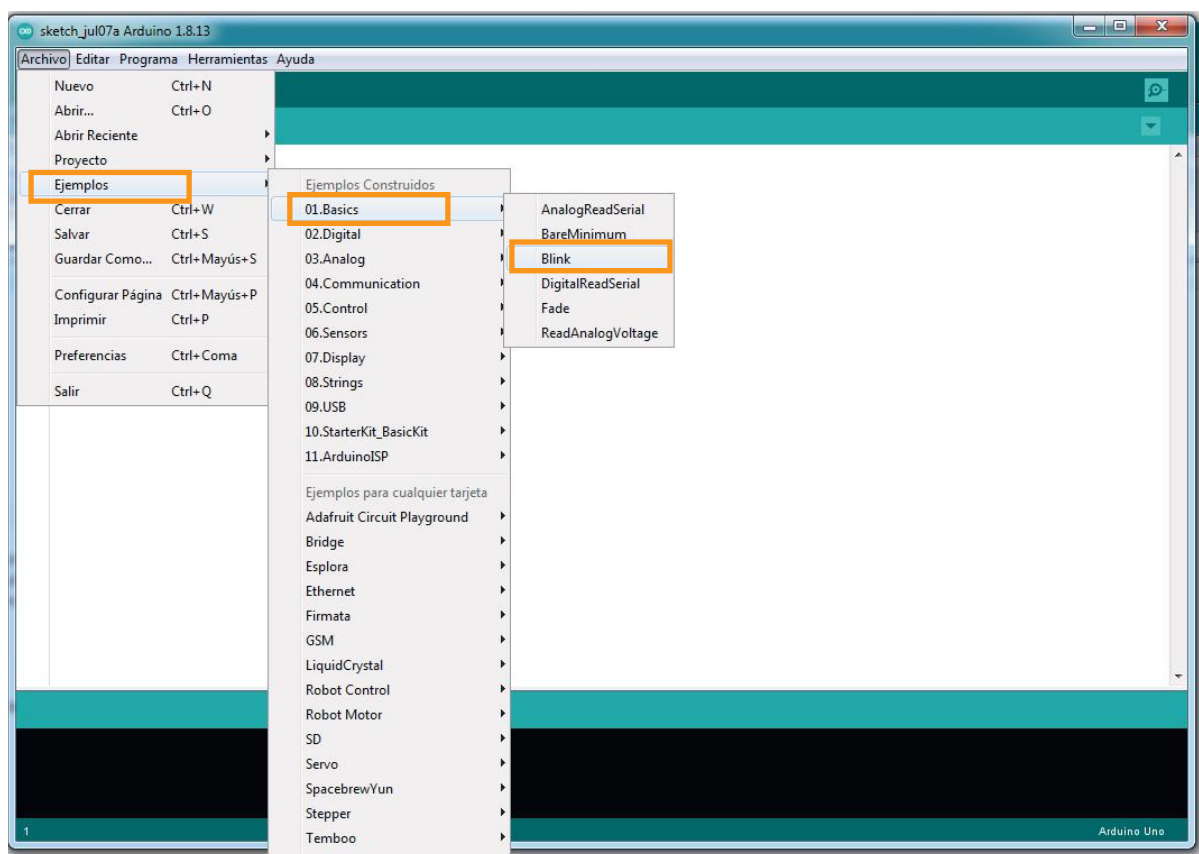 sketch_jul07a Arduino 1.8.13
Archivo Editar Programa Herramientas Ayuda
Nuevo Ctrl+N
Abrir... Ctrl+O
Abrir Reciente
Proyecto
Ejemplos
Cerrar Ctrl+W
Salvar Ctrl+S
Guardar Como... Ctrl+Mayús+S
Configurar Página Ctrl+Mayús+P
Imprimir Ctrl+P
Preferencias Ctrl+Coma
Salir Ctrl+Q
Ejemplos Construidos
01.Basics
02.Digital
03.Analog
04.Communication
05.Control
06.Sensors
07.Display
08.Strings
09.USB
10.StarterKit_BasicKit
11.ArduinoISP
Ejemplos para cualquier tarjeta
Adafruit Circuit Playground
Bridge
Esplora
Ethernet
Firmata
GSM
LiquidCrystal
Robot Control
Robot Motor
SD
Servo
SpacebrewYun
Stepper
Temboo
AnalogReadSerial
BareMinimum
Blink
DigitalReadSerial
Fade
ReadAnalogVoltage
1
Arduino Uno